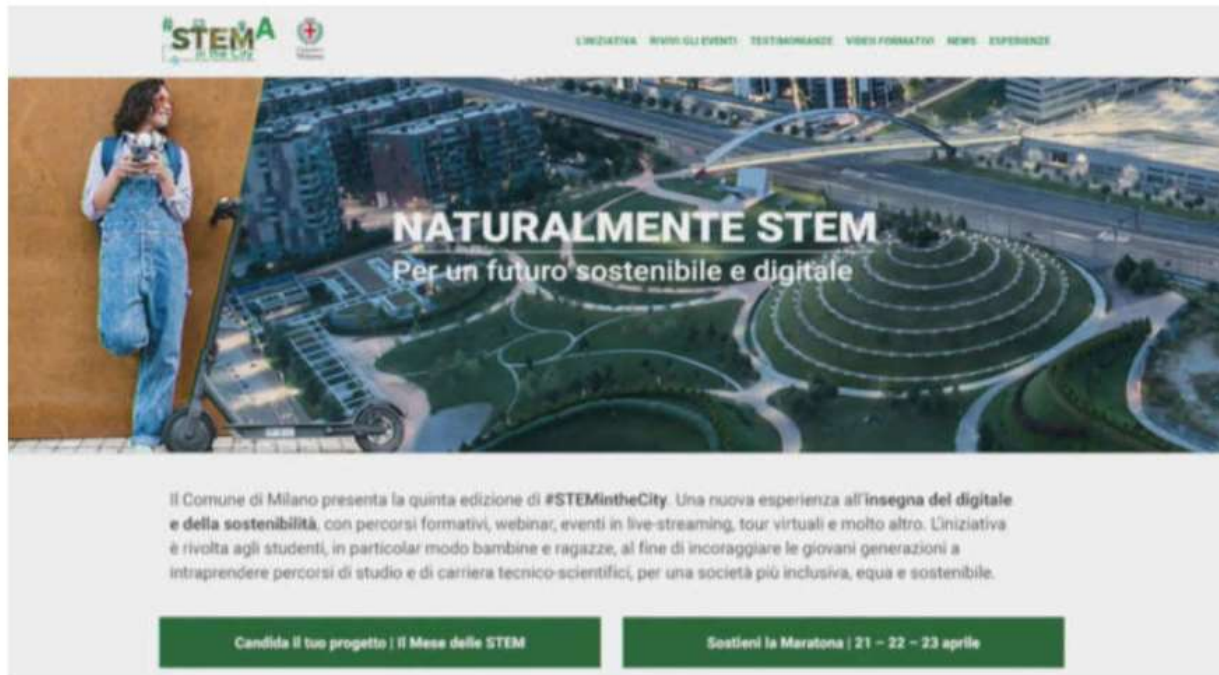 #STEM A
in the City
Comune di
Milano
L'INIZIATIVA RIVIVI GLI EVENTI TESTIMONIANZE VIDEO FORMATIVI NEWS ESPERIENZE
NATURALMENTE STEM
Per un futuro sostenibile e digitale
Il Comune di Milano presenta la quinta edizione di #STEMintheCity. Una nuova esperienza all'insegna del digitale
e della sostenibilità, con percorsi formativi, webinar, eventi in live-streaming, tour virtuali e molto altro. L'iniziativa
è rivolta agli studenti, in particolar modo bambine e ragazze, al fine di incoraggiare le giovani generazioni a
intraprendere percorsi di studio e di carriera tecnico-scientifici, per una società più inclusiva, equa e sostenibile.
Candida il tuo progetto | Il Mese delle STEM
Sostieni la Maratona | 21 – 22 – 23 aprile